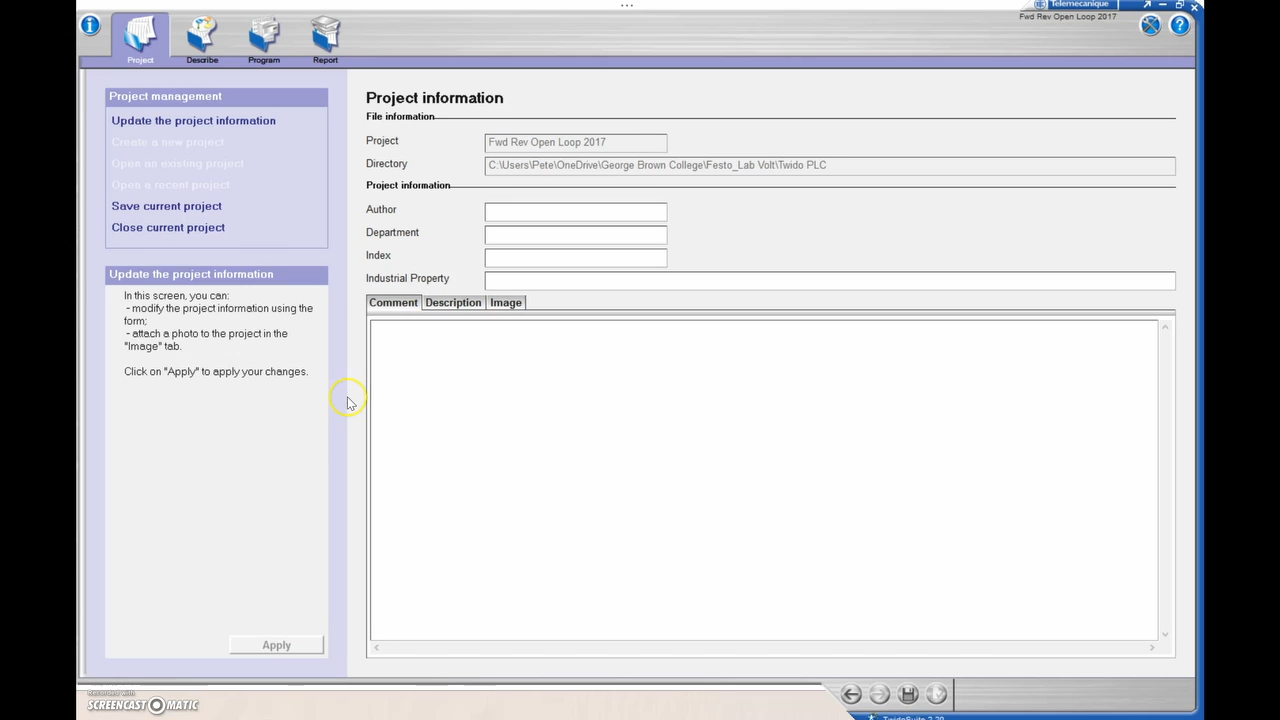 Telemecanique
Fwd Rev Open Loop 2017
Project
Describe
Program
Report
Project management
Update the project information
Create a new project
Open an existing project
Open a recent project
Save current project
Close current project
Update the project information
In this screen, you can:
- modify the project information using the
form;
- attach a photo to the project in the
"Image" tab.
Click on "Apply" to apply your changes.
Apply
Project information
File information
Project
Fwd Rev Open Loop 2017
Directory
C:\Users\Pete\OneDrive\George Brown College\Festo_Lab Volt\Twido PLC
Project information
Author
Department
Index
Industrial Property
Comment
Description
Image
Recorded with
SCREENCAST MATIC
TwidoSuite 2.20